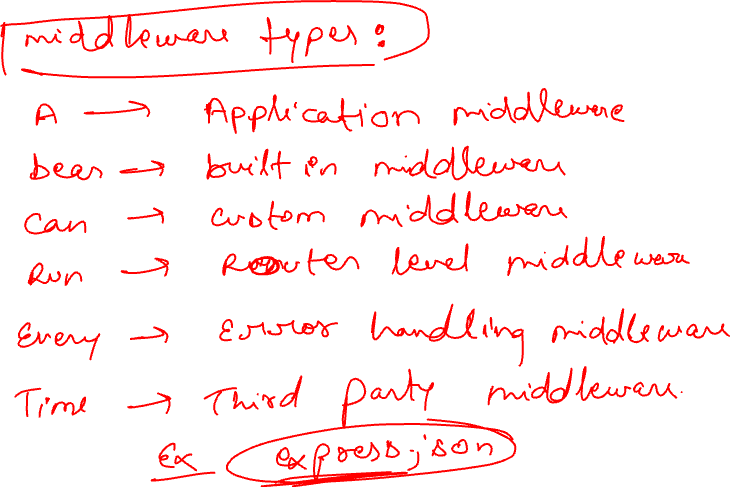 middleware types:
A → Application middleware
bear → built in middleware
can → custom middleware
Run → Router level middleware
Every → Error handling middleware
Time → Third party middleware.
Ex express.json